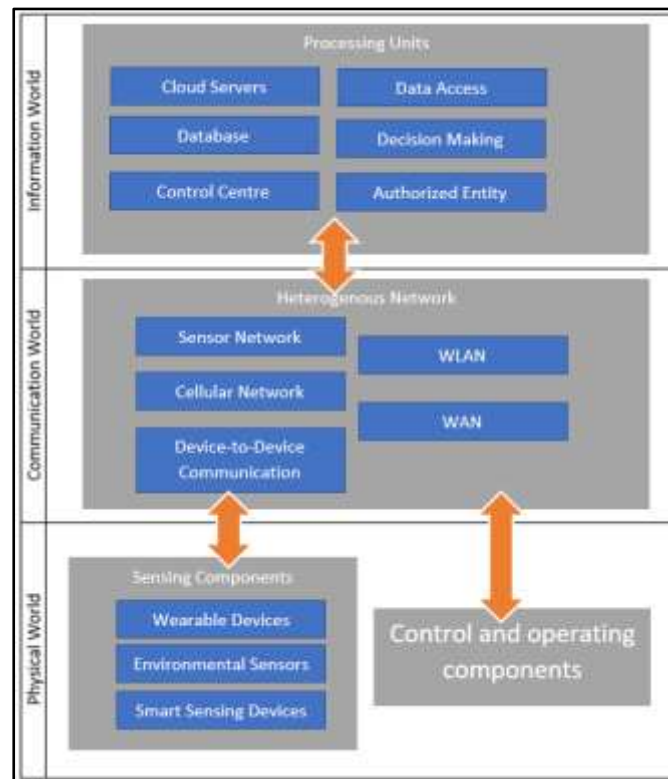 Information World
Processing Units
Cloud Servers
Data Access
Database
Decision Making
Control Centre
Authorized Entity
Communication World
Heterogenous Network
Sensor Network
WLAN
Cellular Network
WAN
Device-to-Device
Communication
Physical World
Sensing Components
Wearable Devices
Environmental Sensors
Smart Sensing Devices
Control and operating
components